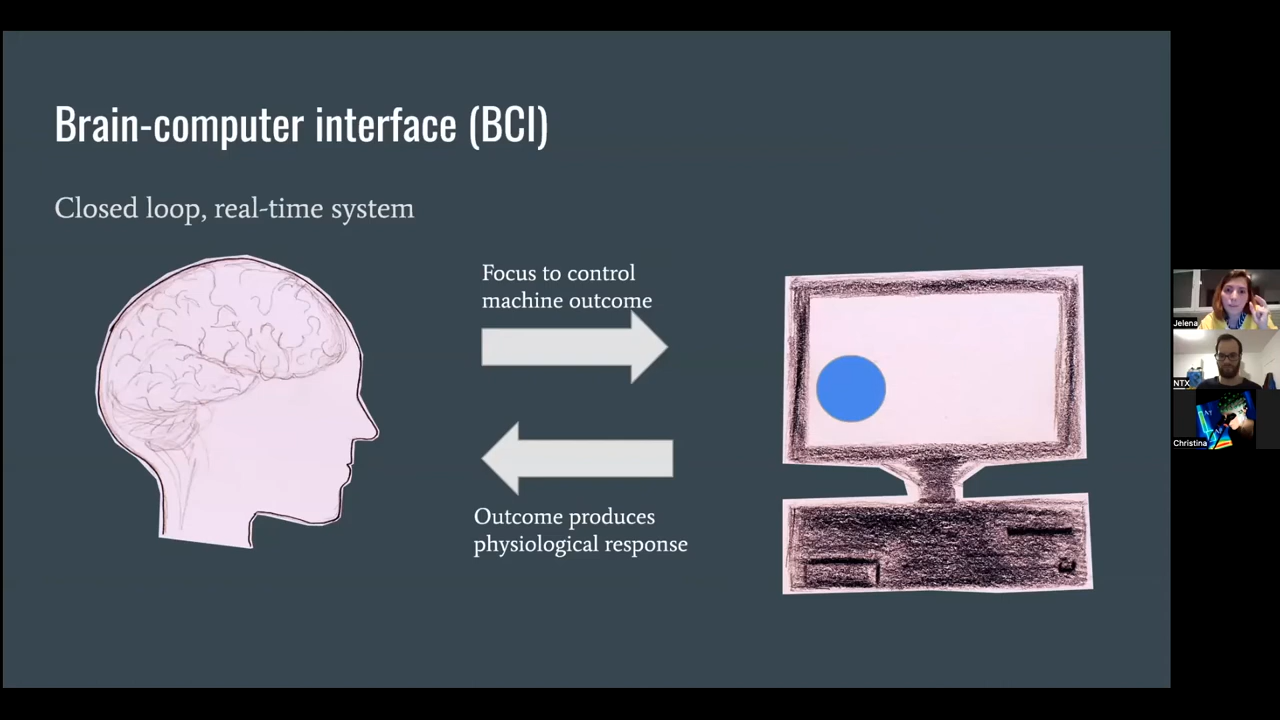 Brain-computer interface (BCI)
Closed loop, real-time system
Focus to control
machine outcome
Outcome produces
physiological response
Jelena
NTX
Christina